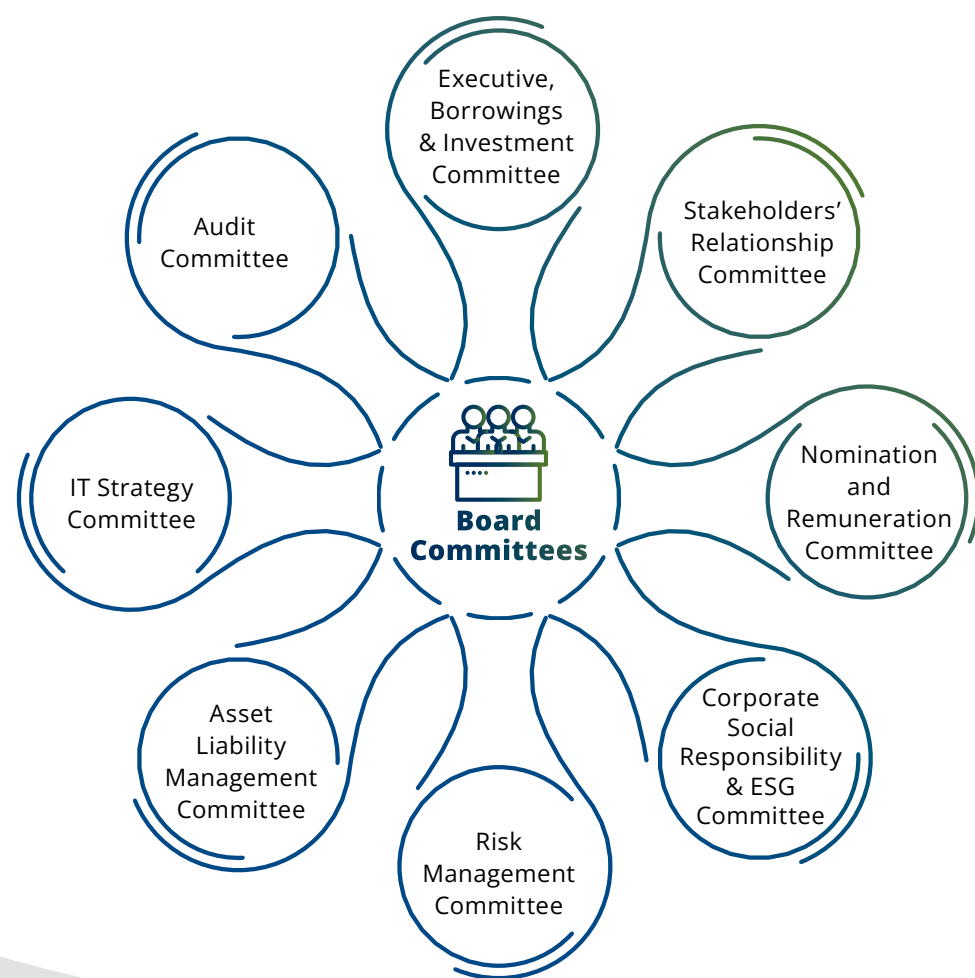 Executive,
Borrowings
& Investment
Committee
Stakeholders’
Relationship
Committee
Nomination
and
Remuneration
Committee
Corporate
Social
Responsibility
& ESG
Committee
Risk
Management
Committee
Asset
Liability
Management
Committee
IT Strategy
Committee
Audit
Committee
Board
Committees